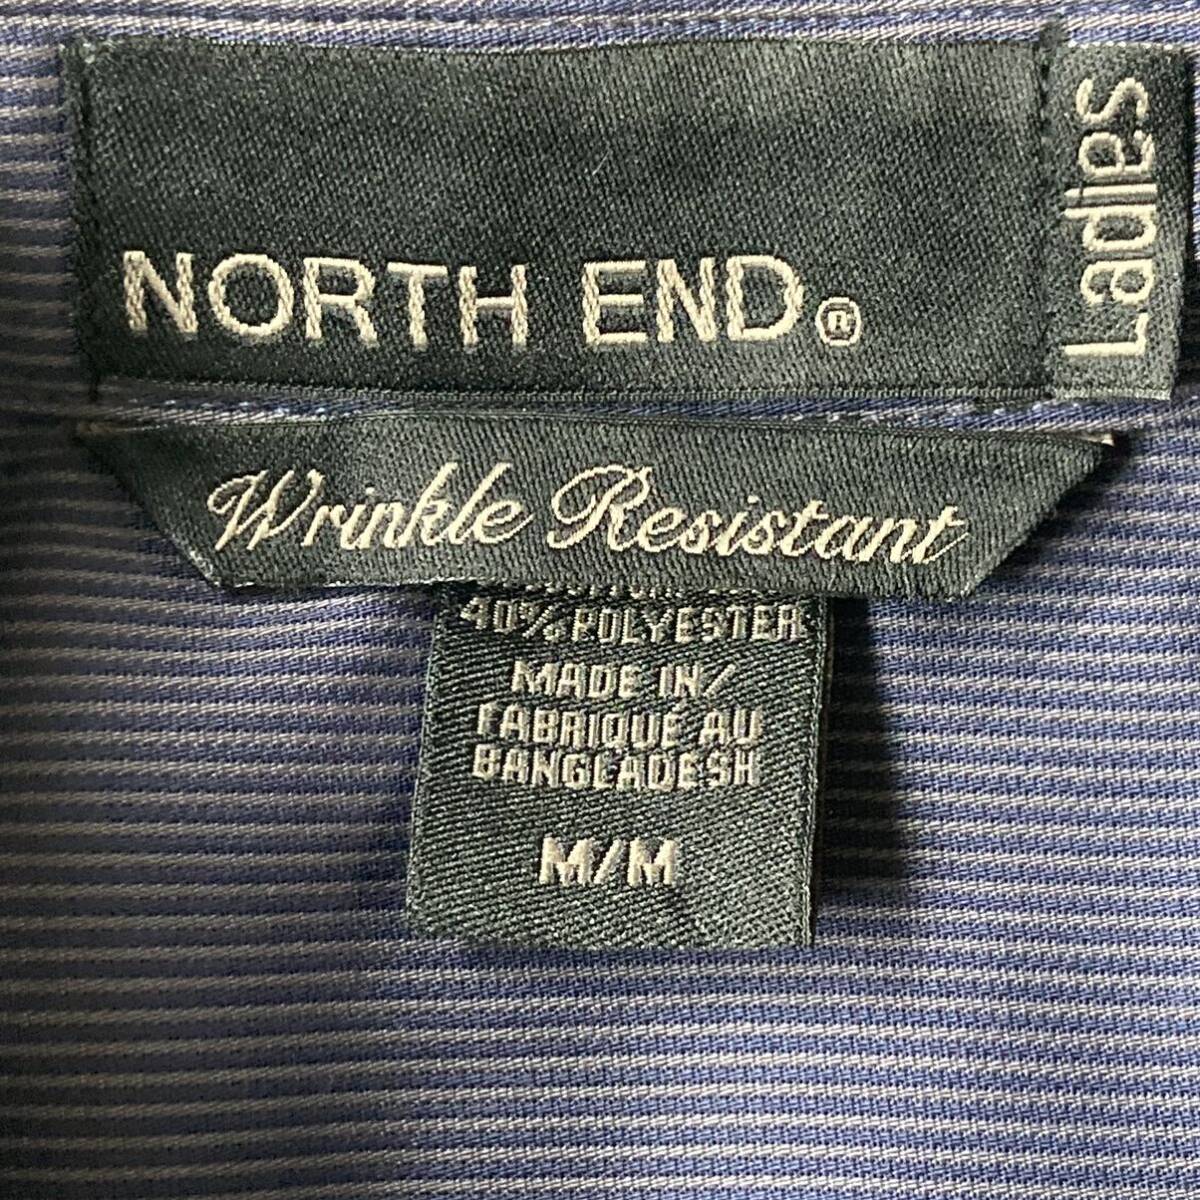 NORTH END®
Ladies
Wrinkle Resistant
40% POLYESTER
MADE IN/
FABRIQUÉ AU
BANGLADESH
M/M